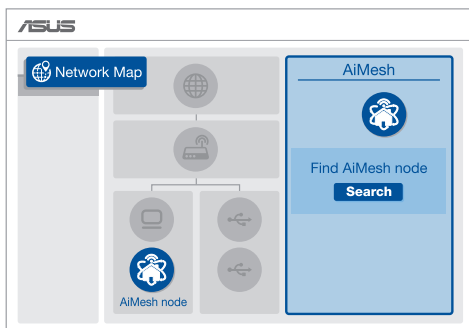 ASUS
Network Map
AiMesh
Find AiMesh node
Search
AiMesh node